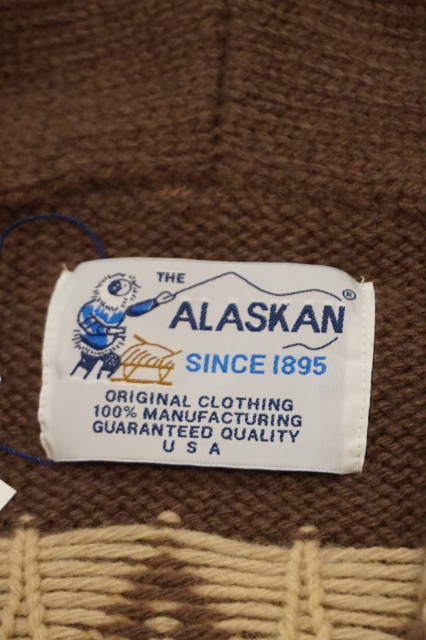 THE
ALASKAN®
SINCE 1895
ORIGINAL CLOTHING
100% MANUFACTURING
GUARANTEED QUALITY
U S A